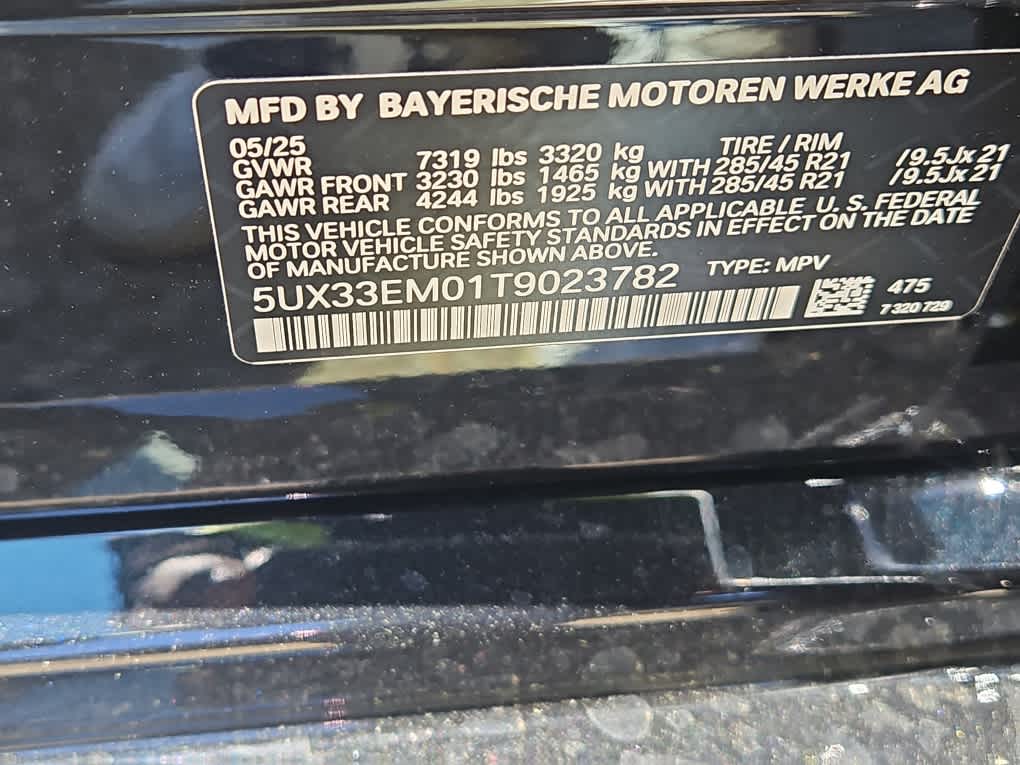 MFD BY BAYERISCHE MOTOREN WERKE AG
05/25 TIRE / RIM
GVWR 7319 lbs 3320 kg
GAWR FRONT 3230 lbs 1465 kg WITH 285/45 R21 / 9.5Jx21
GAWR REAR 4244 lbs 1925 kg WITH 285/45 R21 / 9.5Jx21
THIS VEHICLE CONFORMS TO ALL APPLICABLE U. S. FEDERAL
MOTOR VEHICLE SAFETY STANDARDS IN EFFECT ON THE DATE
OF MANUFACTURE SHOWN ABOVE.
5UX33EM01T9023782 TYPE: MPV
475
7 320 729